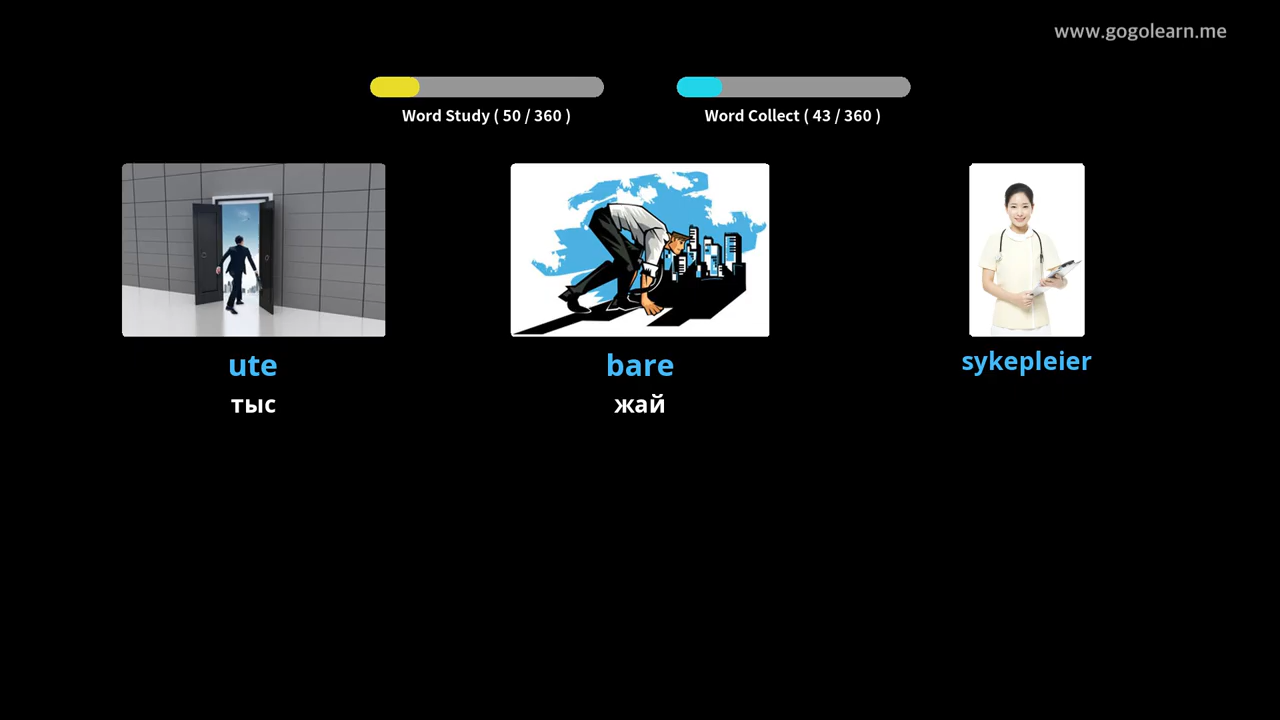 www.gogolearn.me
Word Study ( 50 / 360 )
Word Collect ( 43 / 360 )
ute
тыс
bare
жай
sykepleier